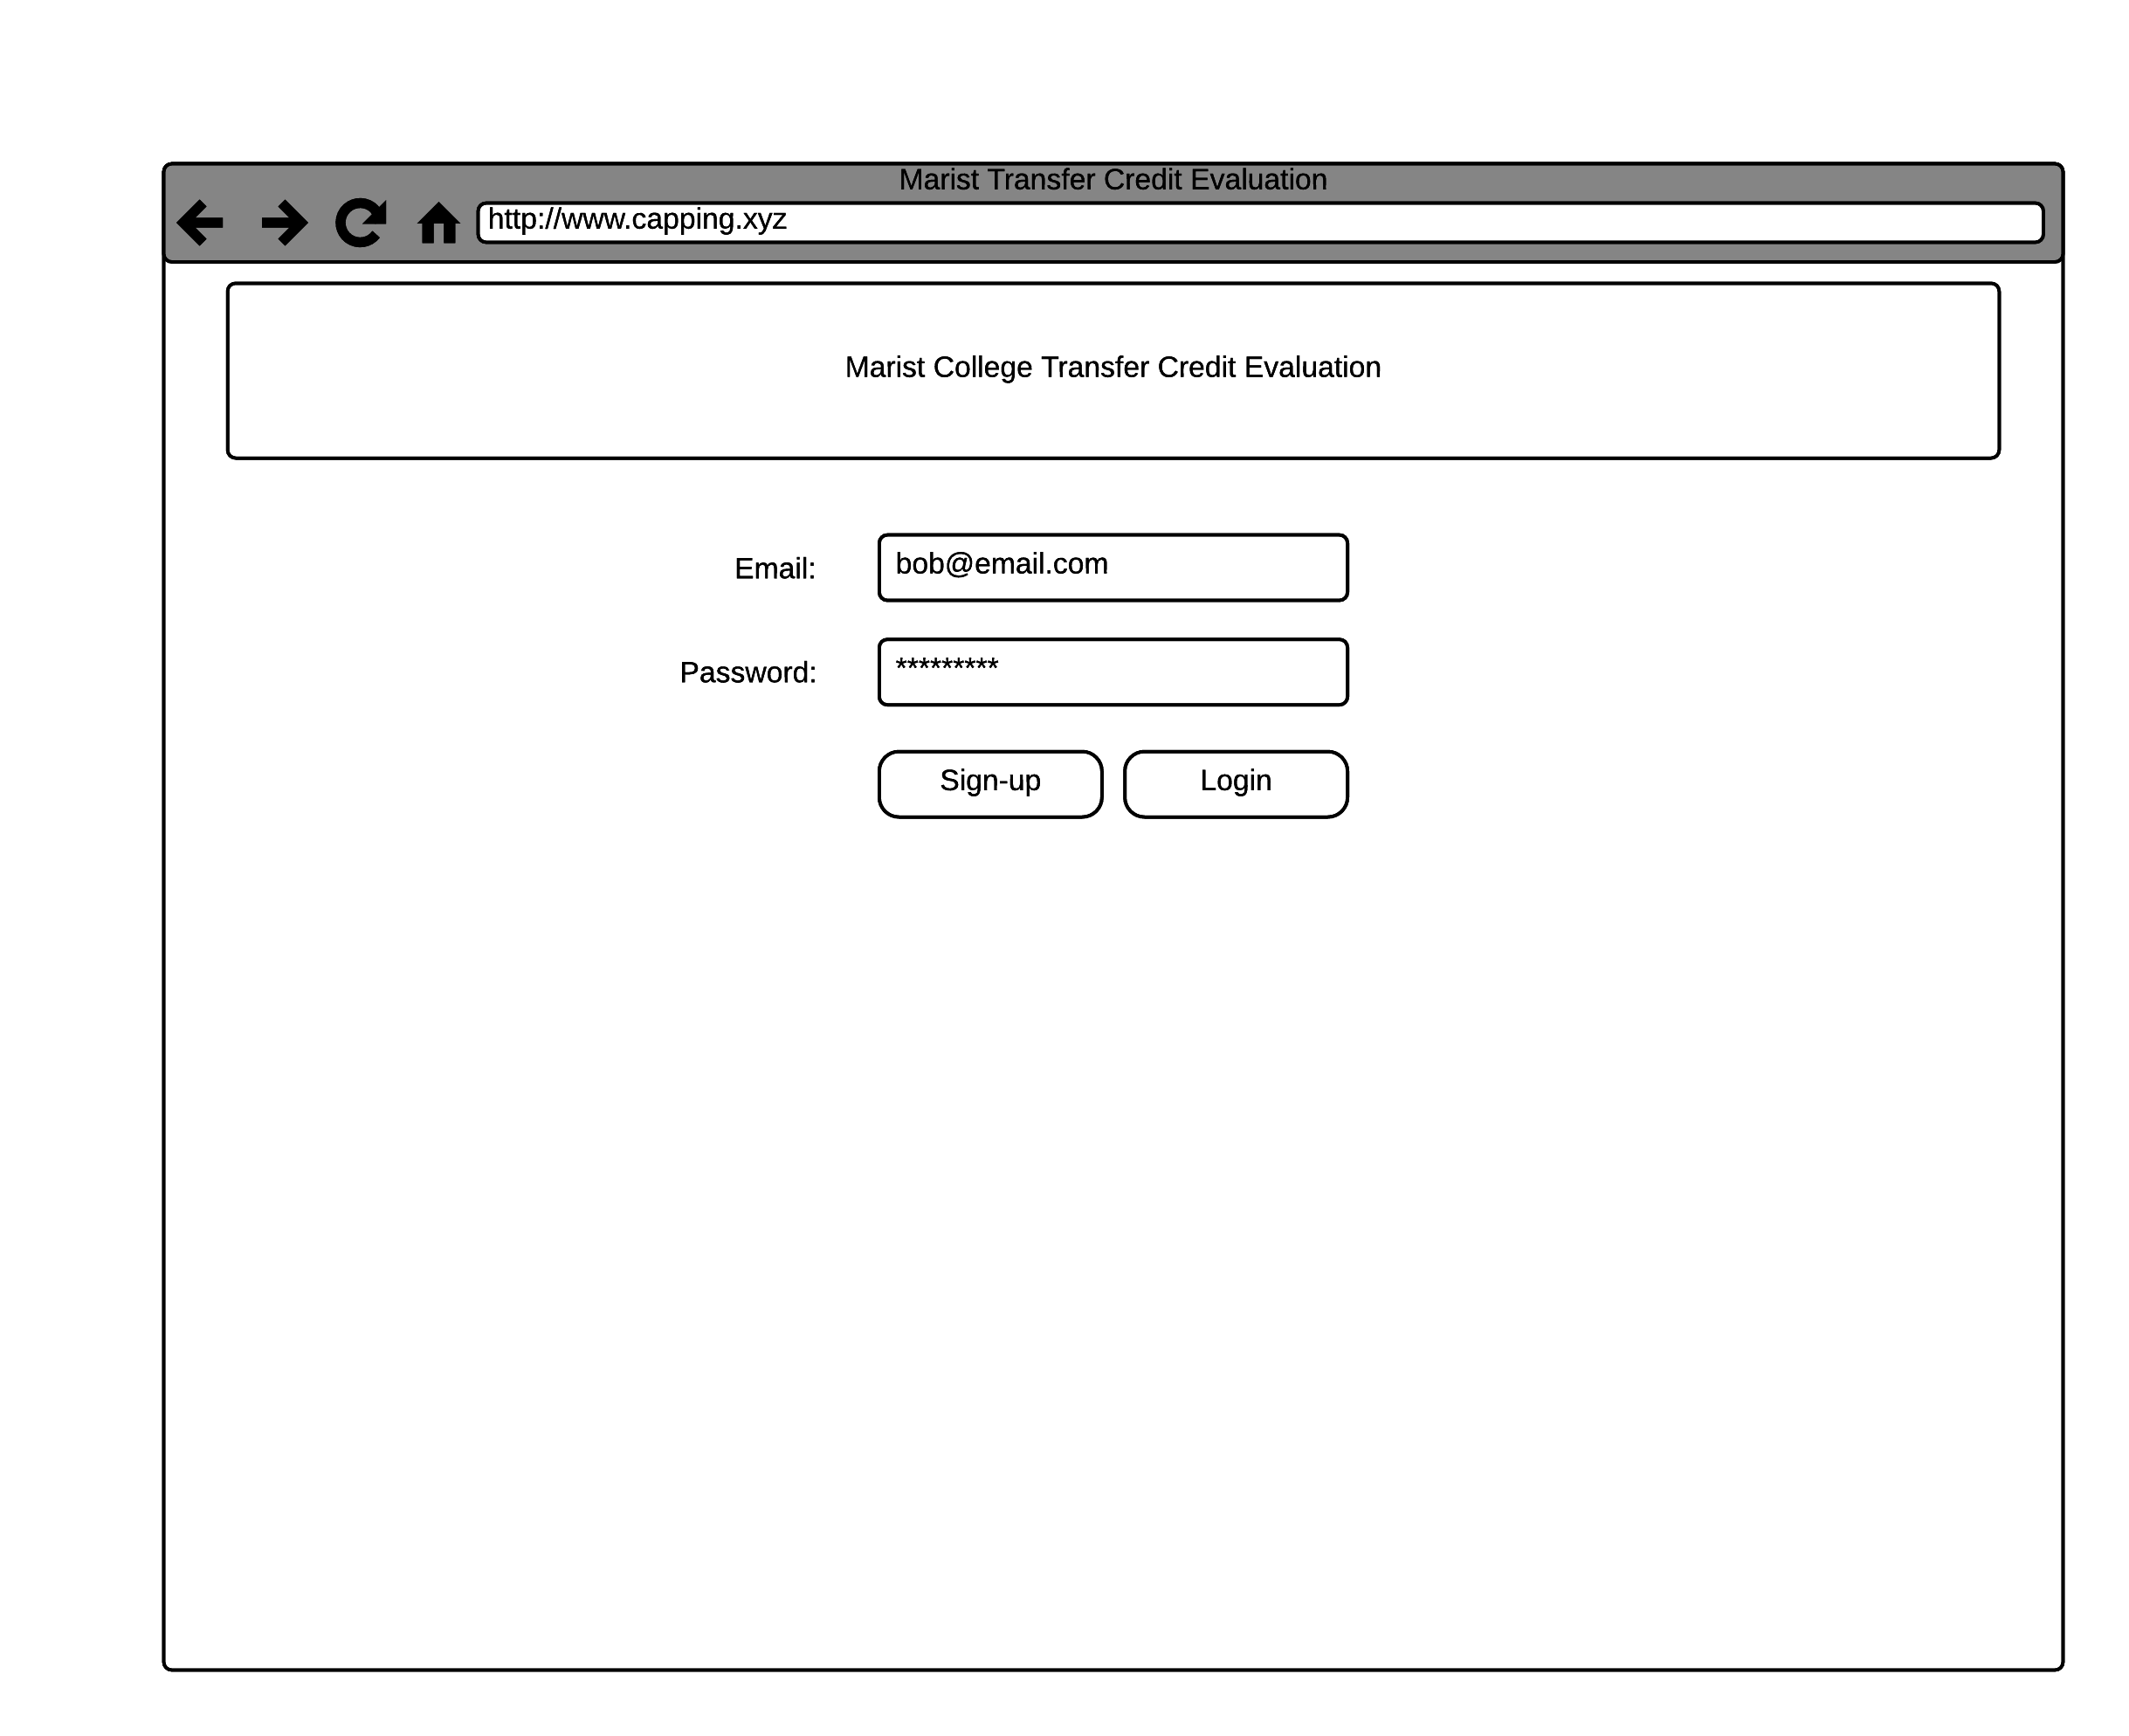 Marist Transfer Credit Evaluation
http://www.capping.xyz
Marist College Transfer Credit Evaluation
Email: bob@email.com
Password: *********
Sign-up Login